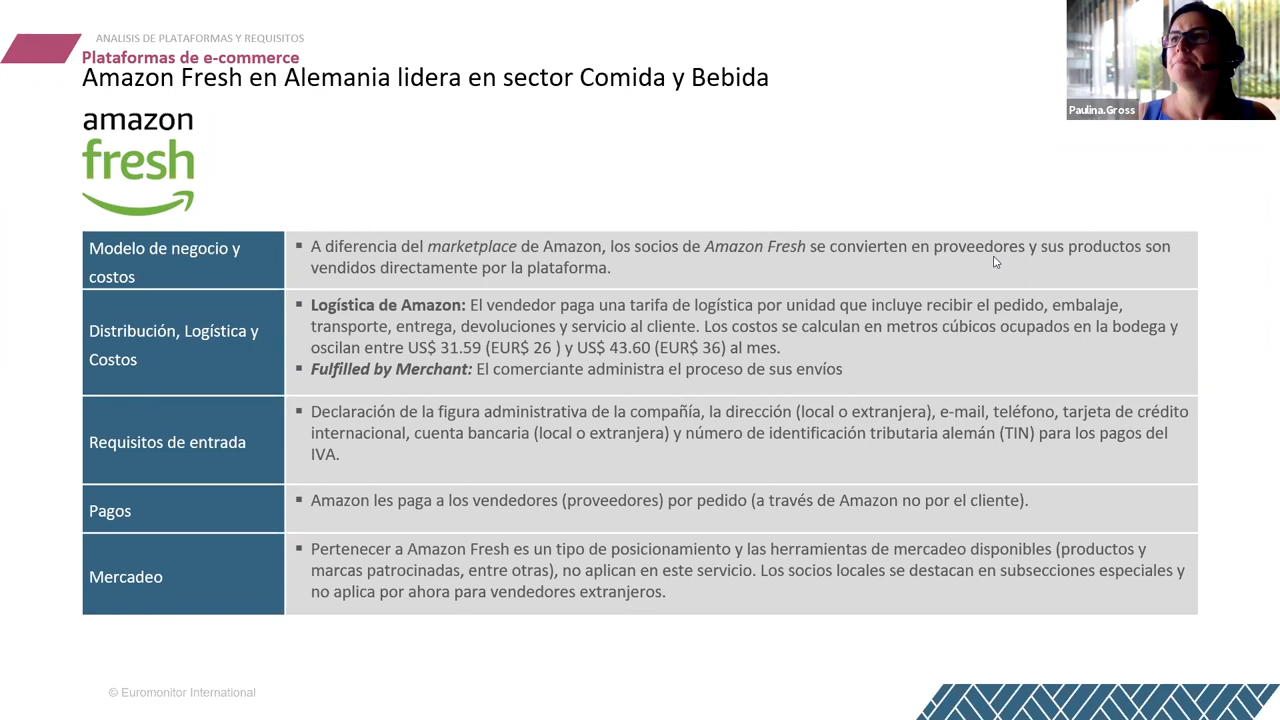 ANALISIS DE PLATAFORMAS Y REQUISITOS
Plataformas de e-commerce
Amazon Fresh en Alemania lidera en sector Comida y Bebida
Paulina.Gross
amazon
fresh
Modelo de negocio y
costos
▪ A diferencia del marketplace de Amazon, los socios de Amazon Fresh se convierten en proveedores y sus productos son
vendidos directamente por la plataforma.
Distribución, Logística y
Costos
▪ Logística de Amazon: El vendedor paga una tarifa de logística por unidad que incluye recibir el pedido, embalaje,
transporte, entrega, devoluciones y servicio al cliente. Los costos se calculan en metros cúbicos ocupados en la bodega y
oscilan entre US$ 31.59 (EUR$ 26 ) y US$ 43.60 (EUR$ 36) al mes.
▪ Fulfilled by Merchant: El comerciante administra el proceso de sus envíos
Requisitos de entrada
▪ Declaración de la figura administrativa de la compañía, la dirección (local o extranjera), e-mail, teléfono, tarjeta de crédito
internacional, cuenta bancaria (local o extranjera) y número de identificación tributaria alemán (TIN) para los pagos del
IVA.
Pagos
▪ Amazon les paga a los vendedores (proveedores) por pedido (a través de Amazon no por el cliente).
Mercadeo
▪ Pertenecer a Amazon Fresh es un tipo de posicionamiento y las herramientas de mercadeo disponibles (productos y
marcas patrocinadas, entre otras), no aplican en este servicio. Los socios locales se destacan en subsecciones especiales y
no aplica por ahora para vendedores extranjeros.
© Euromonitor International